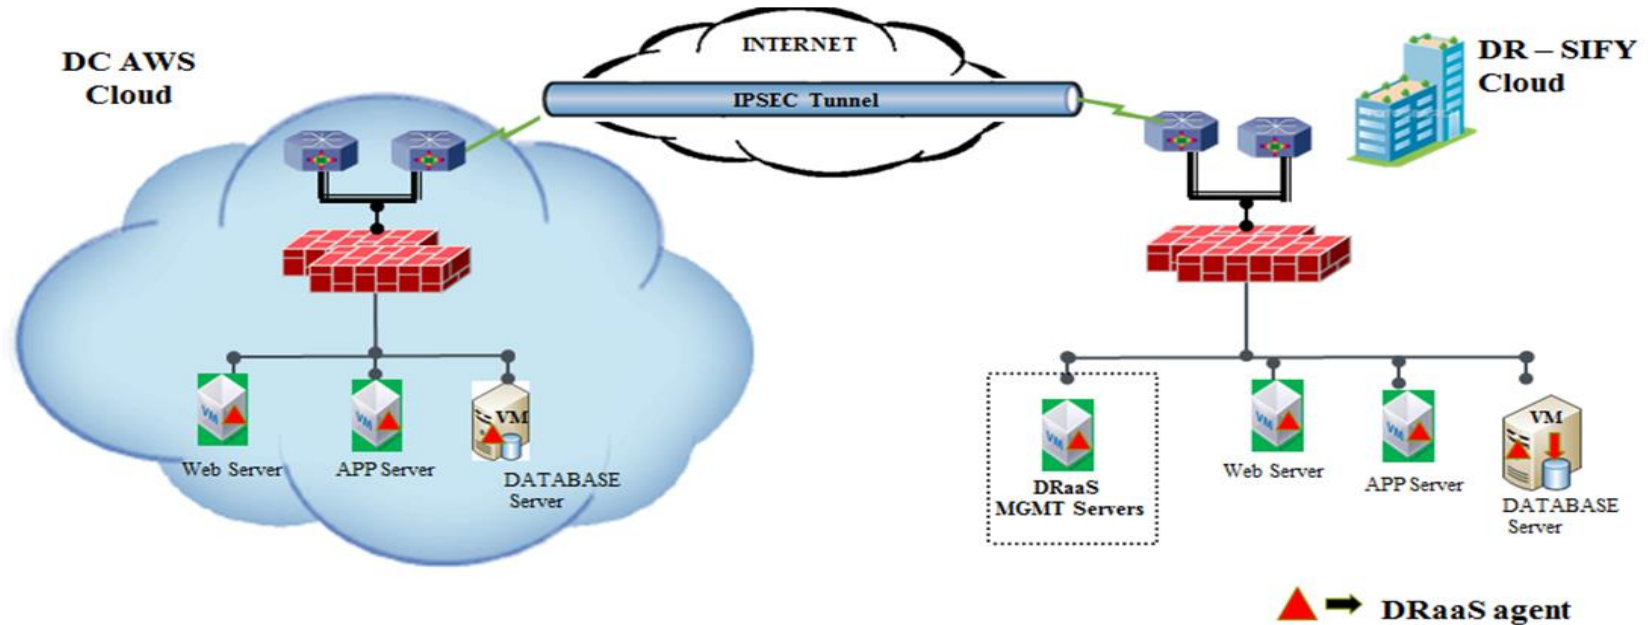 DC AWS
Cloud
INTERNET
IPSEC Tunnel
DR – SIFY
Cloud
VM
VM
VM
Web Server
APP Server
DATABASE
Server
VM
VM
VM
VM
DRaaS
MGMT Servers
Web Server
APP Server
DATABASE
Server
DRaaS agent